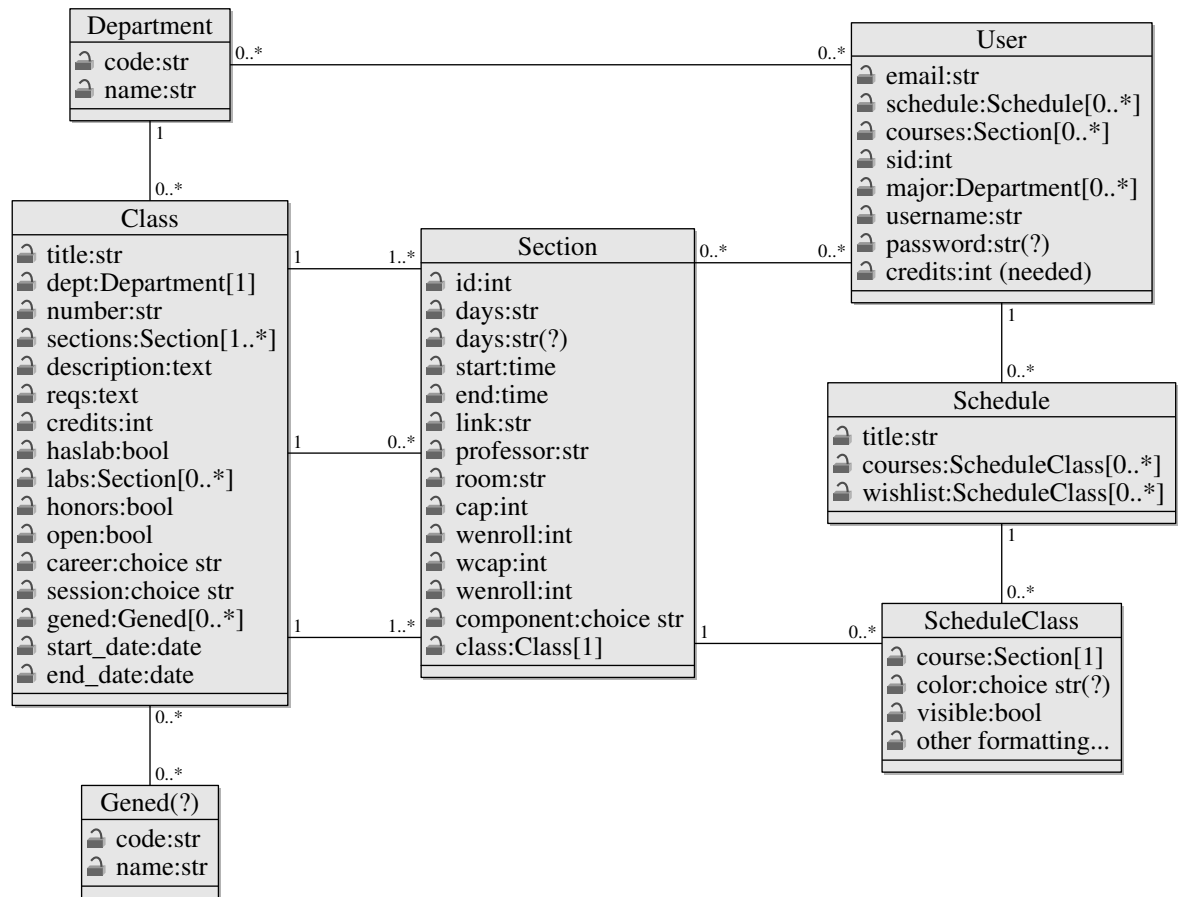 Department
code:str
name:str
0..*
0..*
1
0..*
User
email:str
schedule:Schedule[0..*]
courses:Section[0..*]
sid:int
major:Department[0..*]
username:str
password:str(?)
credits:int (needed)
Class
title:str
dept:Department[1]
number:str
sections:Section[1..*]
description:text
reqs:text
credits:int
haslab:bool
labs:Section[0..*]
honors:bool
open:bool
career:choice str
session:choice str
gened:Gened[0..*]
start_date:date
end_date:date
1
1..*
1
0..*
1
1..*
Section
id:int
days:str
days:str(?)
start:time
end:time
link:str
professor:str
room:str
cap:int
wenroll:int
wcap:int
wenroll:int
component:choice str
class:Class[1]
0..*
0..*
1
0..*
1
0..*
Schedule
title:str
courses:ScheduleClass[0..*]
wishlist:ScheduleClass[0..*]
1
0..*
ScheduleClass
course:Section[1]
color:choice str(?)
visible:bool
other formatting...
0..*
0..*
Gened(?)
code:str
name:str